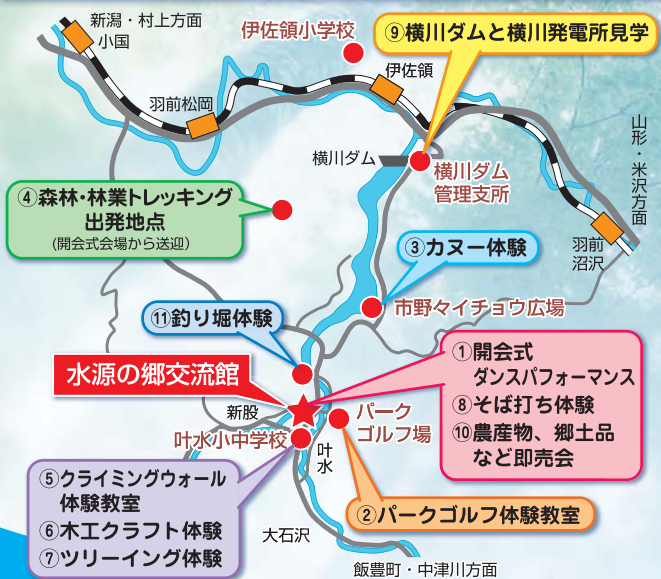 新潟・村上方面
小国
伊佐領小学校
⑨横川ダムと横川発電所見学
伊佐領
羽前松岡
横川ダム
横川ダム
管理支所
山形・米沢方面
④森林・林業トレッキング
出発地点
(開会式会場から送迎)
羽前
沼沢
③カヌー体験
市野々イチョウ広場
⑪釣り堀体験
①開会式
ダンスパフォーマンス
⑧そば打ち体験
⑩農産物、郷土品
など即売会
水源の郷交流館
新股
パーク
ゴルフ場
叶水小中学校
叶水
⑤クライミングウォール
体験教室
⑥木工クラフト体験
⑦ツリーイング体験
②パークゴルフ体験教室
大石沢
飯豊町・中津川方面